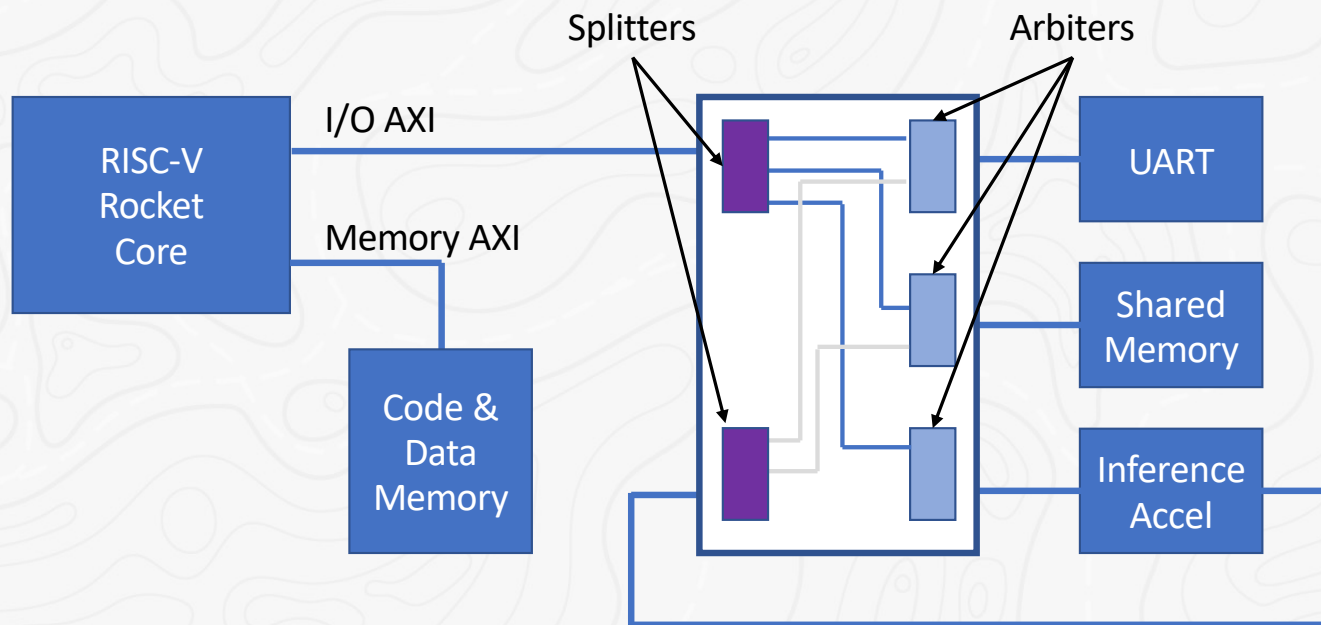 Splitters
Arbiters
I/O AXI
RISC-V
Rocket
Core
UART
Memory AXI
Shared
Memory
Code &
Data
Memory
Inference
Accel